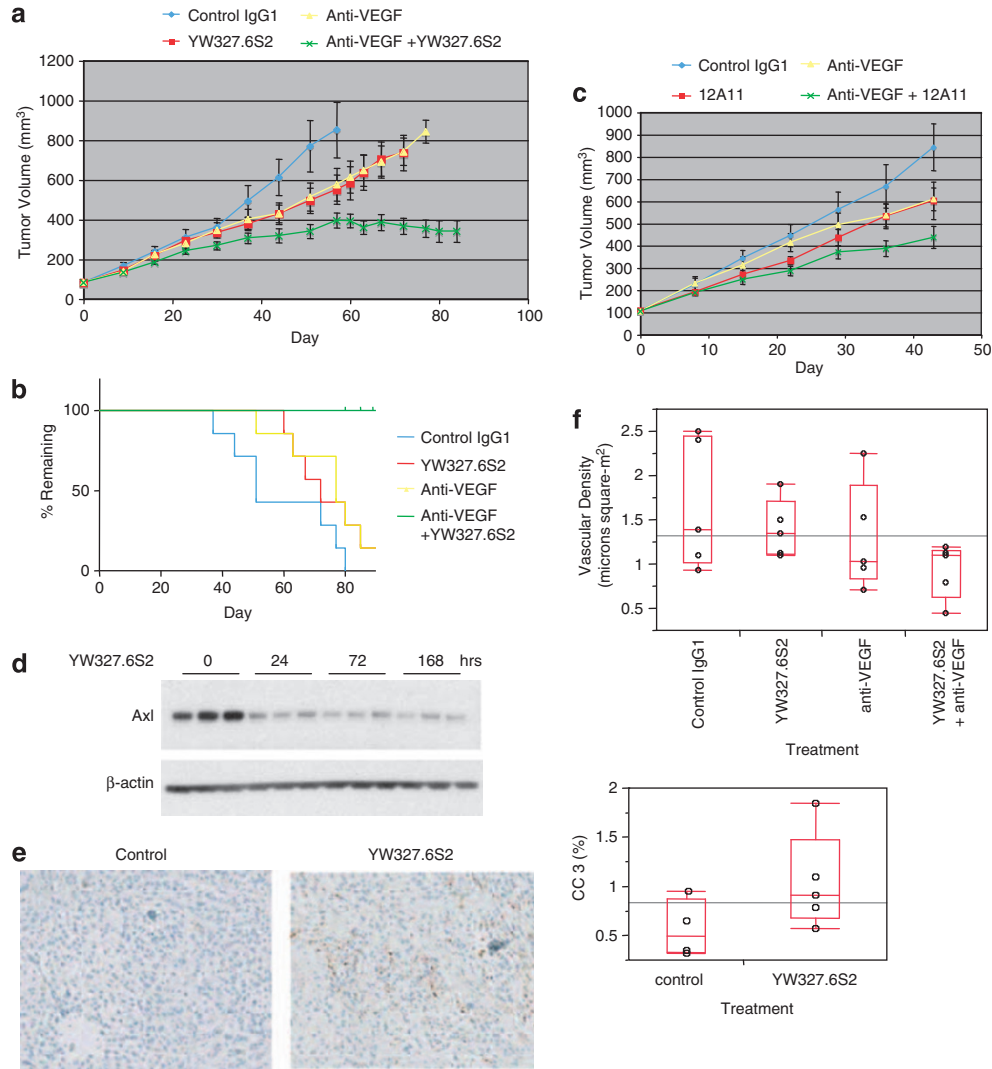 a
Control IgG1
Anti-VEGF
YW327.6S2
Anti-VEGF +YW327.6S2
Tumor Volume (mm³)
1200
1000
800
600
400
200
0
0 20 40 60 80 100
Day
c
Control IgG1
Anti-VEGF
12A11
Anti-VEGF + 12A11
Tumor Volume (mm³)
1000
900
800
700
600
500
400
300
200
100
0
0 10 20 30 40 50
Day
b
% Remaining
100
50
0
0 20 40 60 80
Day
Control IgG1
YW327.6S2
Anti-VEGF
Anti-VEGF
+YW327.6S2
f
Vascular Density
(microns square-m²)
2.5
2
1.5
1
0.5
Control IgG1
YW327.6S2
anti-VEGF
YW327.6S2
+ anti-VEGF
Treatment
d
YW327.6S2 0 24 72 168 hrs
Axl
β-actin
e
Control
YW327.6S2
CC 3 (%)
2
1.5
1
0.5
control
YW327.6S2
Treatment